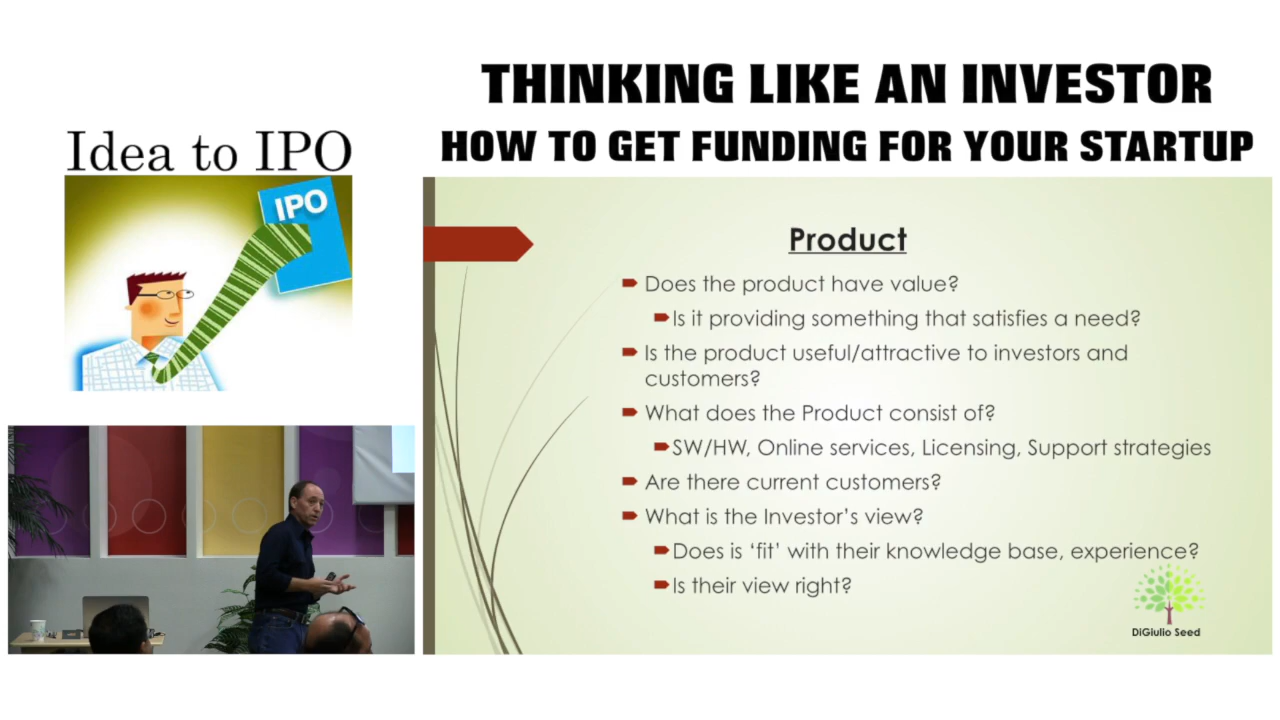 THINKING LIKE AN INVESTOR
HOW TO GET FUNDING FOR YOUR STARTUP
Idea to IPO
IPO
Product
Does the product have value?
Is it providing something that satisfies a need?
Is the product useful/attractive to investors and
customers?
What does the Product consist of?
SW/HW, Online services, Licensing, Support strategies
Are there current customers?
What is the Investor's view?
Does is 'fit' with their knowledge base, experience?
Is their view right?
DiGiulio Seed